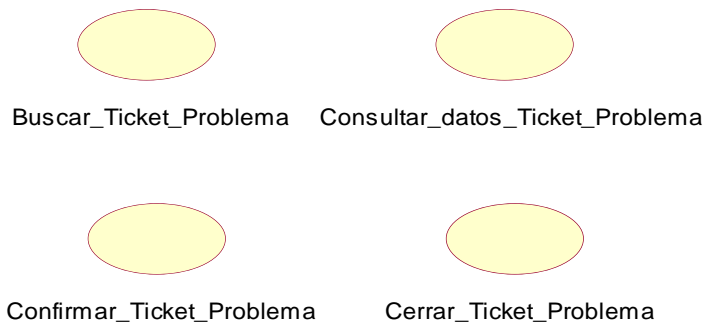 Buscar_Ticket_Problema
Consultar_datos_Ticket_Problema
Confirmar_Ticket_Problema
Cerrar_Ticket_Problema